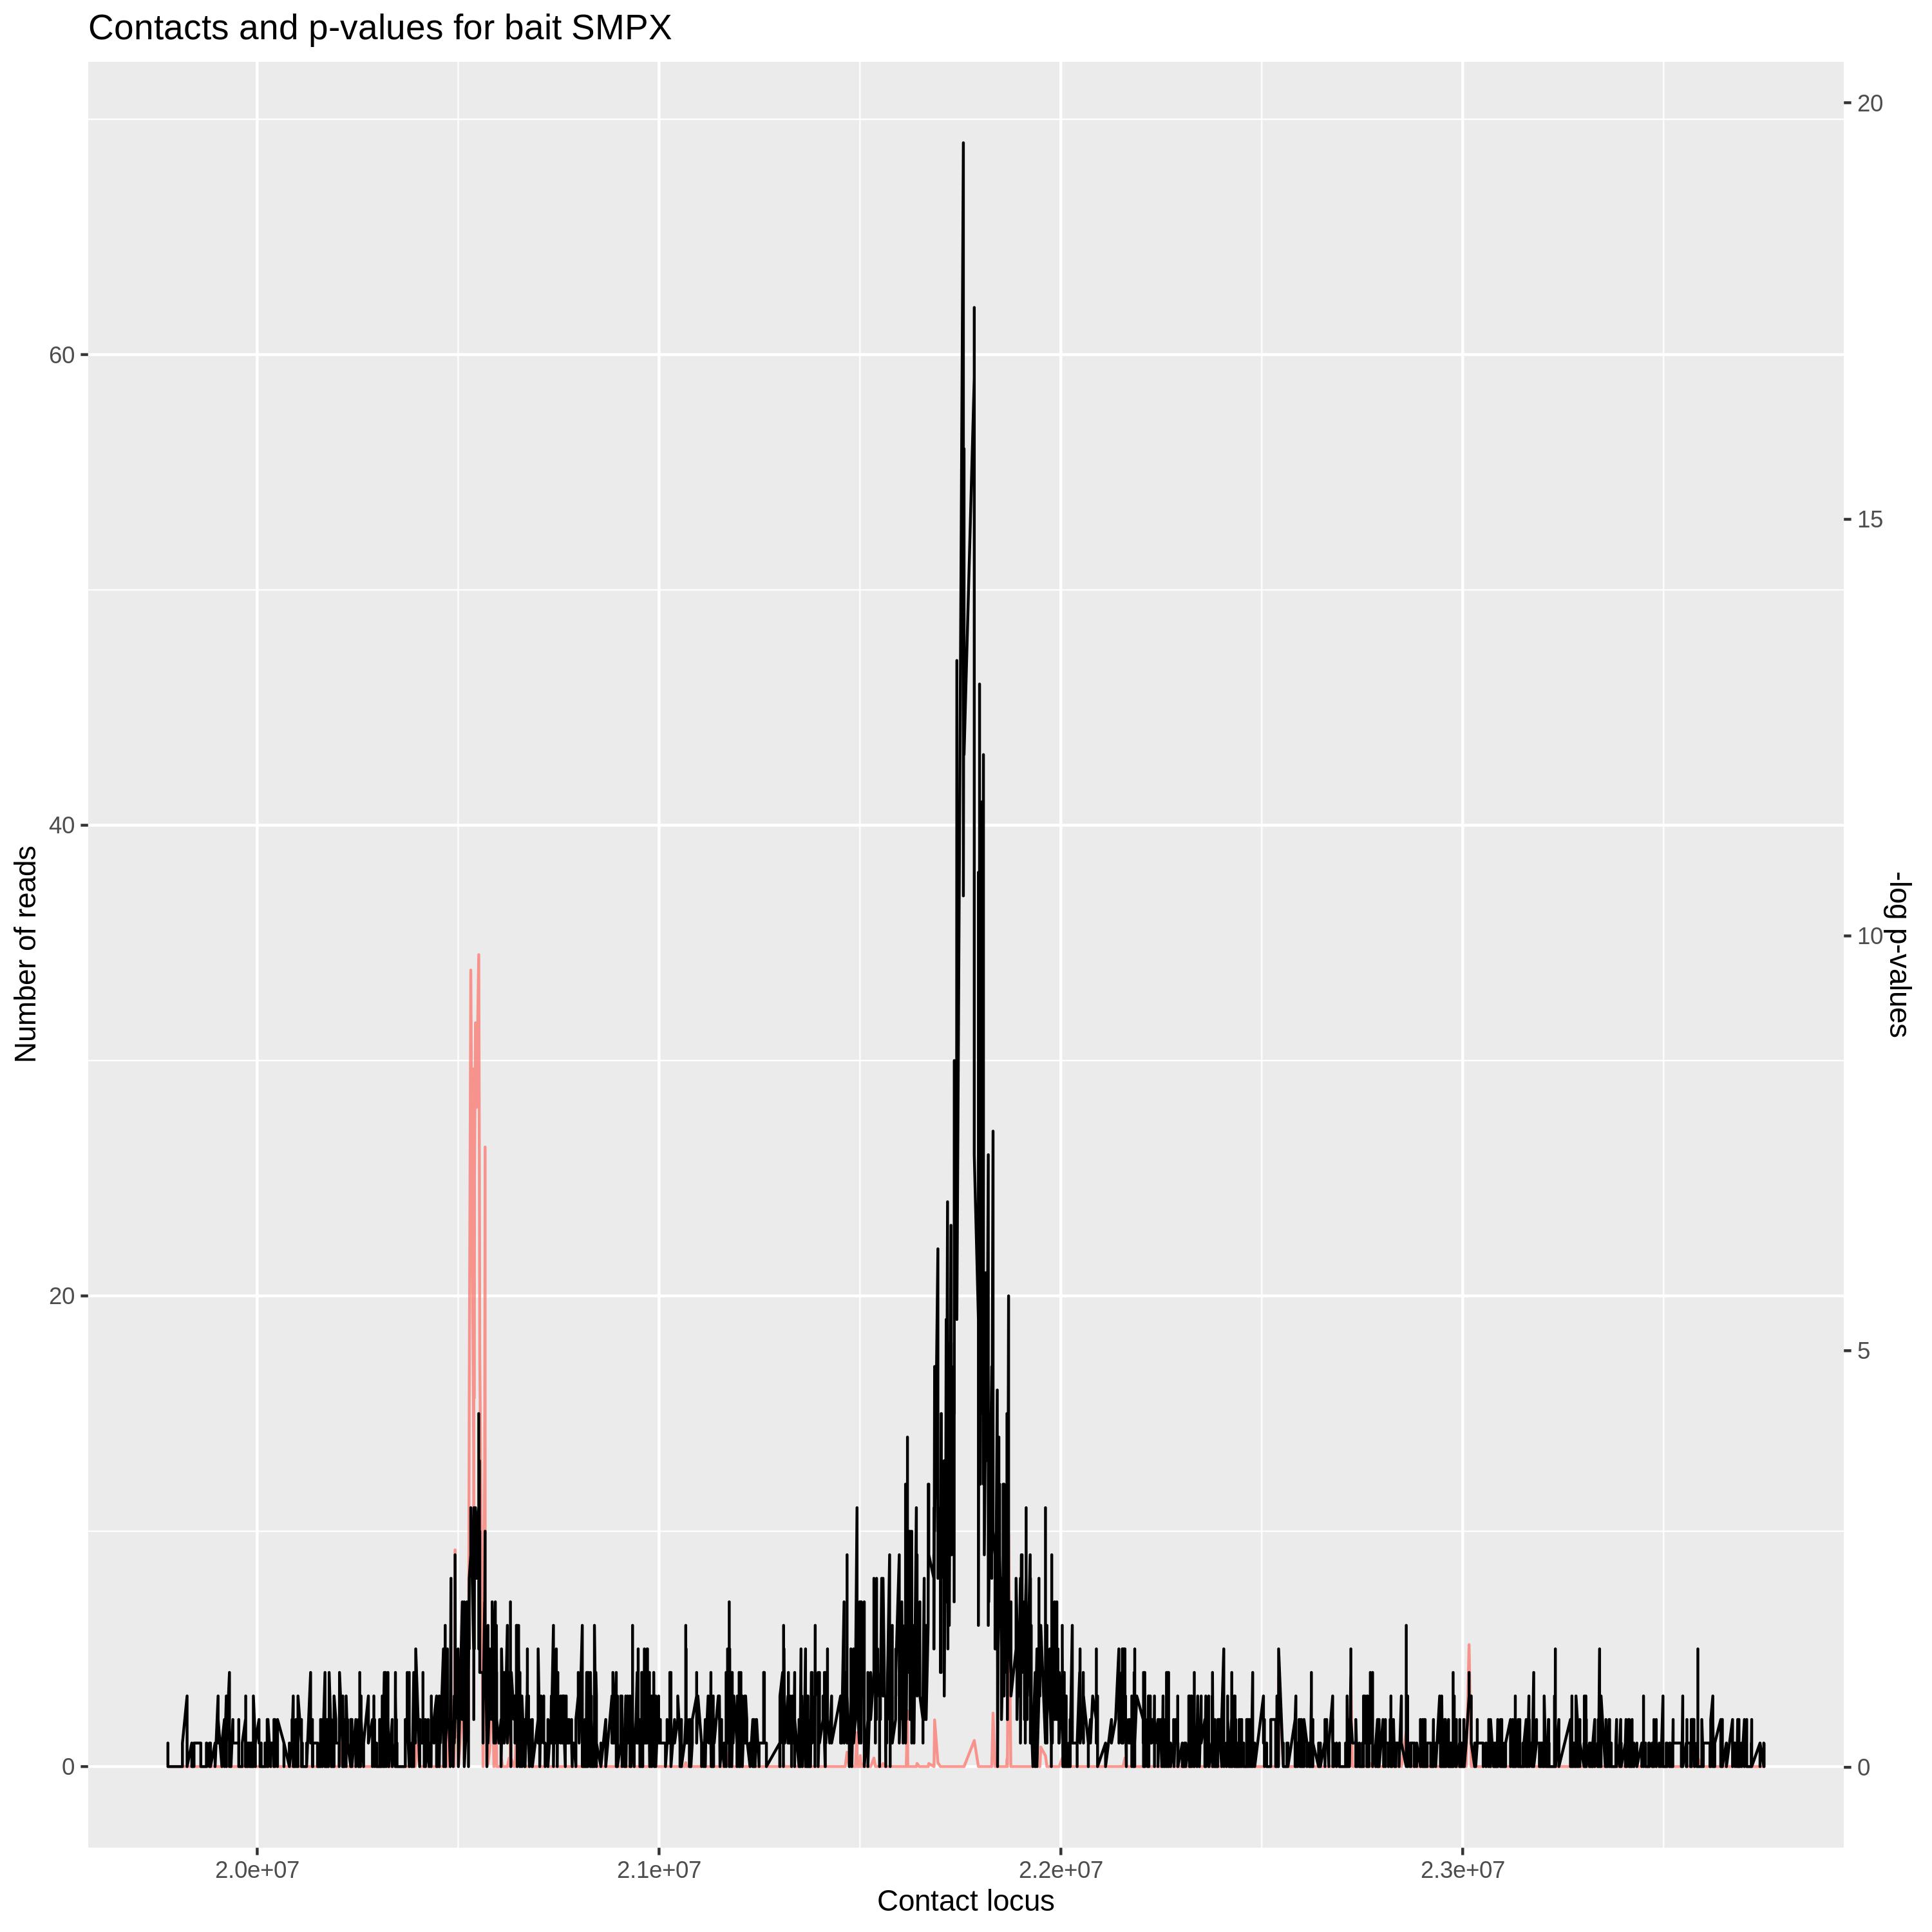 Contacts and p-values for bait SMPX
Number of reads
60
40
20
0
20
15
10
5
0
-log p-values
2.0e+07
2.1e+07
2.2e+07
2.3e+07
Contact locus